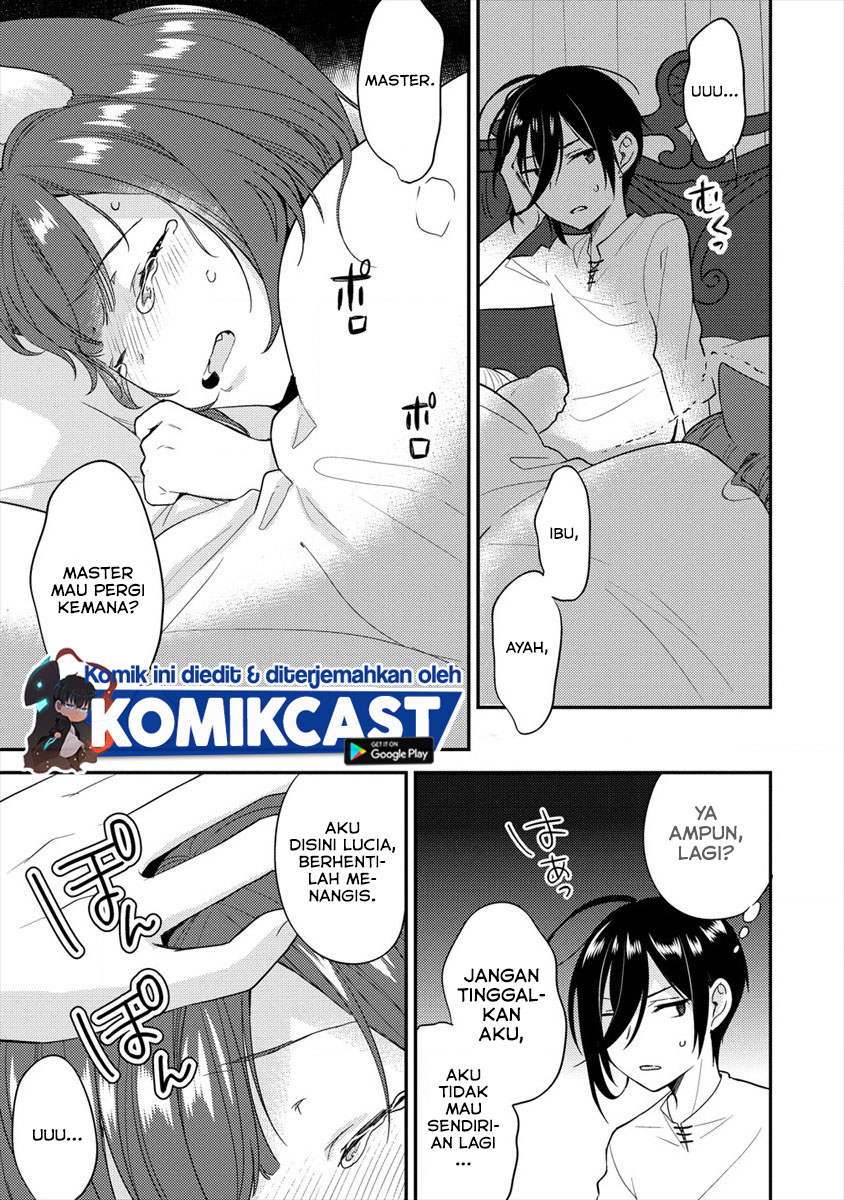 UUU...
むくっ
IBU,
AYAH,
MASTER.
ポロ
ポロ
MASTER
MAU PERGI
KEMANA?
Komik ini diedit & diterjemahkan oleh
KOMIKCAST
GET IT ON
Google Play
YA
AMPUN,
LAGI?
はぁっ
JANGAN
TINGGAL-
KAN
AKU,
AKU
TIDAK
MAU
SENDIRI-
AN LAGI
...
AKU
DISINI LUCIA,
BERHENTI-
LAH ME-
NANGIS.
ぽん
ぽん
UUU...